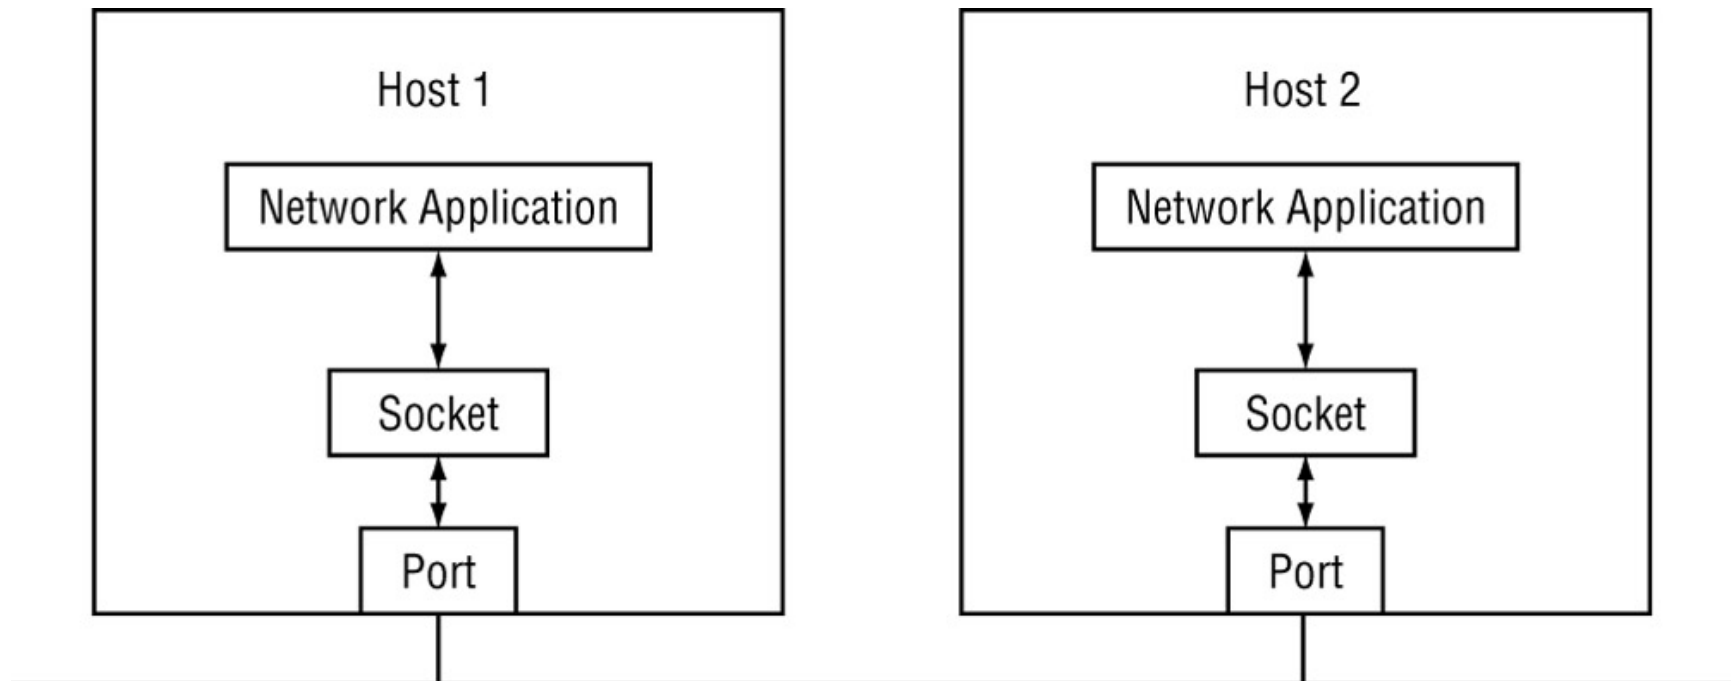 Host 1
Network Application
Socket
Port
Host 2
Network Application
Socket
Port